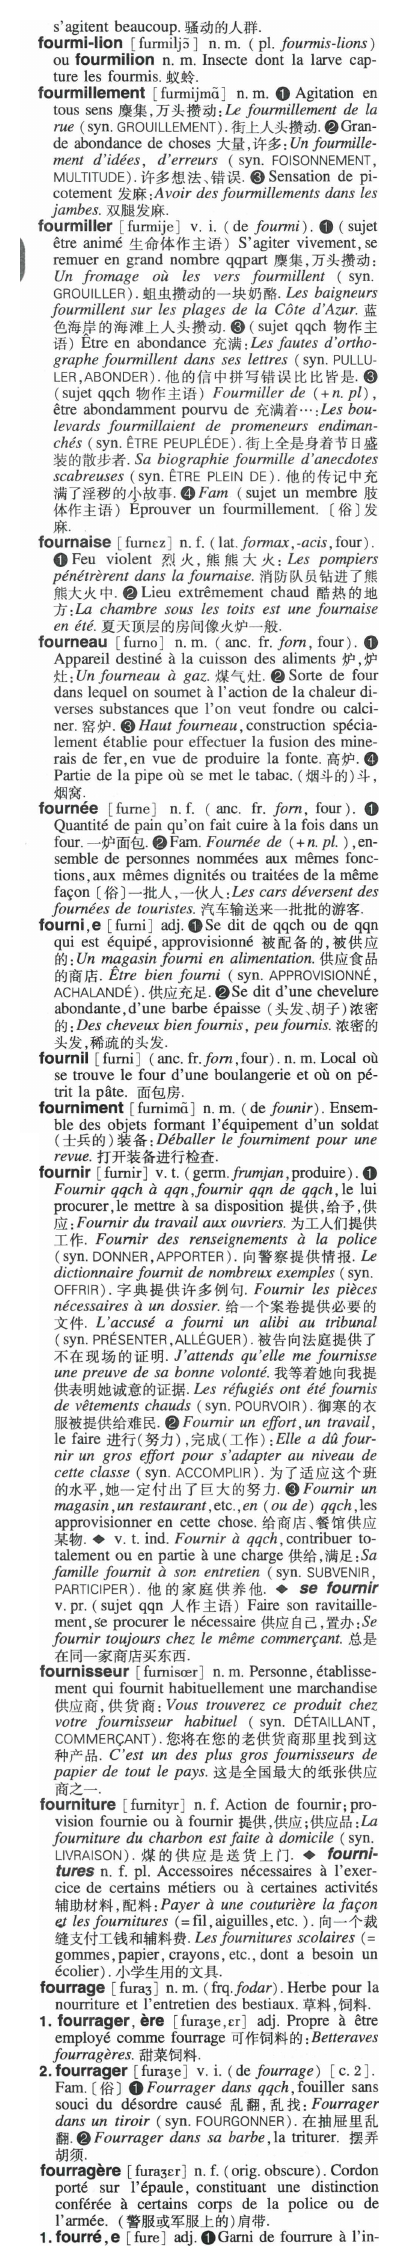 s'agitent beaucoup. 骚动的人群.
fourmi-lion [furmiljɔ̃] n. m. ( pl. fourmis-lions)
ou fourmilion n. m. Insecte dont la larve cap-
ture les fourmis. 蚁蛉.
fourmillement [furmijmɑ̃] n. m. ❶ Agitation en
tous sens 麇集,万头攒动:Le fourmillement de la
rue (syn. GROUILLEMENT). 街上人头攒动. ❷ Gran-
de abondance de choses 大量,许多:Un fourmille-
ment d'idées, d'erreurs ( syn. FOISONNEMENT,
MULTITUDE). 许多想法、错误. ❸ Sensation de pi-
cotement 发麻:Avoir des fourmillements dans les
jambes. 双腿发麻.
fourmiller [furmije] v. i. (de fourmi). ❶ (sujet
être animé 生命体作主语) S'agiter vivement, se
remuer en grand nombre qqpart 麇集,万头攒动:
Un fromage où les vers fourmillent ( syn.
GROUILLER). 蛆虫攒动的一块奶酪. Les baigneurs
fourmillent sur les plages de la Côte d'Azur. 蓝
色海岸的海滩上人头攒动. ❸ (sujet qqch 物作主
语) Être en abondance 充满:Les fautes d'ortho-
graphe fourmillent dans ses lettres (syn. PULLU-
LER,ABONDER). 他的信中拼写错误比比皆是. ❸
(sujet qqch 物作主语) Fourmiller de (+n. pl),
être abondamment pourvu de 充满着…:Les bou-
levards fourmillaient de promeneurs endiman-
chés (syn. ÊTRE PEUPLÉDE). 街上全是身着节日盛
装的散步者. Sa biographie fourmille d'anecdotes
scabreuses (syn. ÊTRE PLEIN DE). 他的传记中充
满了淫秽的小故事. ❹ Fam (sujet un membre 肢
体作主语) Éprouver un fourmillement. [俗]发
麻.
fournaise [furnɛz] n. f. (lat. formax,-acis,four).
❶ Feu violent 烈火,熊熊大火: Les pompiers
pénétrèrent dans la fournaise. 消防队员钻进了熊
熊大火中. ❷ Lieu extrêmement chaud 酷热的地
方:La chambre sous les toits est une fournaise
en été. 夏天顶层的房间像火炉一般.
fourneau [furno] n. m. ( anc. fr. forn, four). ❶
Appareil destiné à la cuisson des aliments 炉,炉
灶:Un fourneau à gaz. 煤气灶. ❷ Sorte de four
dans lequel on soumet à l'action de la chaleur di-
verses substances que l'on veut fondre ou calci-
ner. 窑炉. ❸ Haut fourneau, construction spécia-
lement établie pour effectuer la fusion des mine-
rais de fer,en vue de produire la fonte. 高炉. ❹
Partie de la pipe où se met le tabac. (烟斗的)斗,
烟窝.
fournée [furne] n. f. ( anc. fr. forn, four). ❶
Quantité de pain qu'on fait cuire à la fois dans un
four. 一炉面包. ❷ Fam. Fournée de (+n. pl. ),en-
semble de personnes nommées aux mêmes fonc-
tions,aux mêmes dignités ou traitées de la même
façon [俗]一批人,一伙人:Les cars déversent des
fournées de touristes. 汽车输送来一批批的游客.
fourni,e [furni] adj. ❶ Se dit de qqch ou de qqn
qui est équipé, approvisionné 被配备的,被供应
的:Un magasin fourni en alimentation. 供应食品
的商店. Être bien fourni (syn. APPROVISIONNÉ,
ACHALANDÉ). 供应充足. ❷ Se dit d'une chevelure
abondante,d'une barbe épaisse (头发、胡子)浓密
的:Des cheveux bien fournis, peu fournis. 浓密的
头发,稀疏的头发.
fournil [furni] (anc. fr. forn,four). n. m. Local où
se trouve le four d'une boulangerie et où on pé-
trit la pâte. 面包房.
fourniment [furnimɑ̃] n. m. (de founir). Ensem-
ble des objets formant l'équipement d'un soldat
(士兵的)装备:Déballer le fourniment pour une
revue. 打开装备进行检查.
fournir [furnir] v. t. (germ. frumjan,produire). ❶
Fournir qqch à qqn,fournir qqn de qqch,le lui
procurer,le mettre à sa disposition 提供,给予,供
应:Fournir du travail aux ouvriers. 为工人们提供
工作. Fournir des renseignements à la police
(syn. DONNER,APPORTER). 向警察提供情报. Le
dictionnaire fournit de nombreux exemples (syn.
OFFRIR). 字典提供许多例句. Fournir les pièces
nécessaires à un dossier. 给一个案卷提供必要的
文件. L'accusé a fourni un alibi au tribunal
(syn. PRÉSENTER,ALLÉGUER). 被告向法庭提供了
不在现场的证明. J'attends qu'elle me fournisse
une preuve de sa bonne volonté. 我等着她向我提
供表明她诚意的证据. Les réfugiés ont été fournis
de vêtements chauds (syn. POURVOIR). 御寒的衣
服被提供给难民. ❷ Fournir un effort,un travail,
le faire 进行(努力),完成(工作):Elle a dû four-
nir un gros effort pour s'adapter au niveau de
cette classe (syn. ACCOMPLIR). 为了适应这个班
的水平,她一定付出了巨大的努力. ❸ Fournir un
magasin,un restaurant,etc.,en (ou de) qqch,les
approvisionner en cette chose. 给商店、餐馆供应
某物. ◆ v. t. ind. Fournir à qqch,contribuer to-
talement ou en partie à une charge 供给,满足:Sa
famille fournit à son entretien (syn. SUBVENIR,
PARTICIPER). 他的家庭供养他. ◆ se fournir
v. pr. (sujet qqn 人作主语) Faire son ravitaille-
ment,se procurer le nécessaire 供应自己,置办:Se
fournir toujours chez le même commerçant. 总是
在同一家商店买东西.
fournisseur [furnisœr] n. m. Personne, établisse-
ment qui fournit habituellement une marchandise
供应商,供货商: Vous trouverez ce produit chez
votre fournisseur habituel ( syn. DÉTAILLANT,
COMMERÇANT). 您将在您的老供货商那里找到这
种产品. C'est un des plus gros fournisseurs de
papier de tout le pays. 这是全国最大的纸张供应
商之一.
fourniture [furnityr] n. f. Action de fournir; pro-
vision fournie ou à fournir 提供,供应;供应品:La
fourniture du charbon est faite à domicile (syn.
LIVRAISON). 煤的供应是送货上门. ◆ fourni-
tures n. f. pl. Accessoires nécessaires à l'exer-
cice de certains métiers ou à certaines activités
辅助材料,配料:Payer à une couturière la façon
et les fournitures (=fil,aiguilles,etc. ). 向一个裁
缝支付工钱和辅料费. Les fournitures scolaires (=
gommes,papier, crayons, etc., dont a besoin un
écolier). 小学生用的文具.
fourrage [furaʒ] n. m. (frq. fodar). Herbe pour la
nourriture et l'entretien des bestiaux. 草料,饲料.
1. fourrager, ère [furaʒe,ɛr] adj. Propre à être
employé comme fourrage 可作饲料的:Betteraves
fourragères. 甜菜饲料.
2. fourrager [furaʒe] v. i. (de fourrage) [c. 2].
Fam. [俗] ❶ Fourrager dans qqch,fouiller sans
souci du désordre causé 乱翻,乱找: Fourrager
dans un tiroir (syn. FOURGONNER). 在抽屉里乱
翻. ❷ Fourrager dans sa barbe,la triturer. 摆弄
胡须.
fourragère [furaʒɛr] n. f. (orig. obscure). Cordon
porté sur l'épaule, constituant une distinction
conférée à certains corps de la police ou de
l'armée. (警服或军服上的)肩带.
1. fourré,e [fure] adj. ❶ Garni de fourrure à l'in-